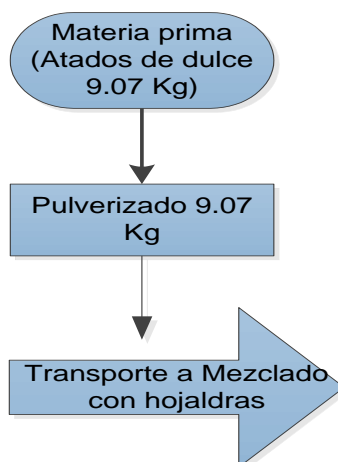 Materia prima
(Atados de dulce
9.07 Kg)
Pulverizado 9.07
Kg
Transporte a Mezclado
con hojaldras